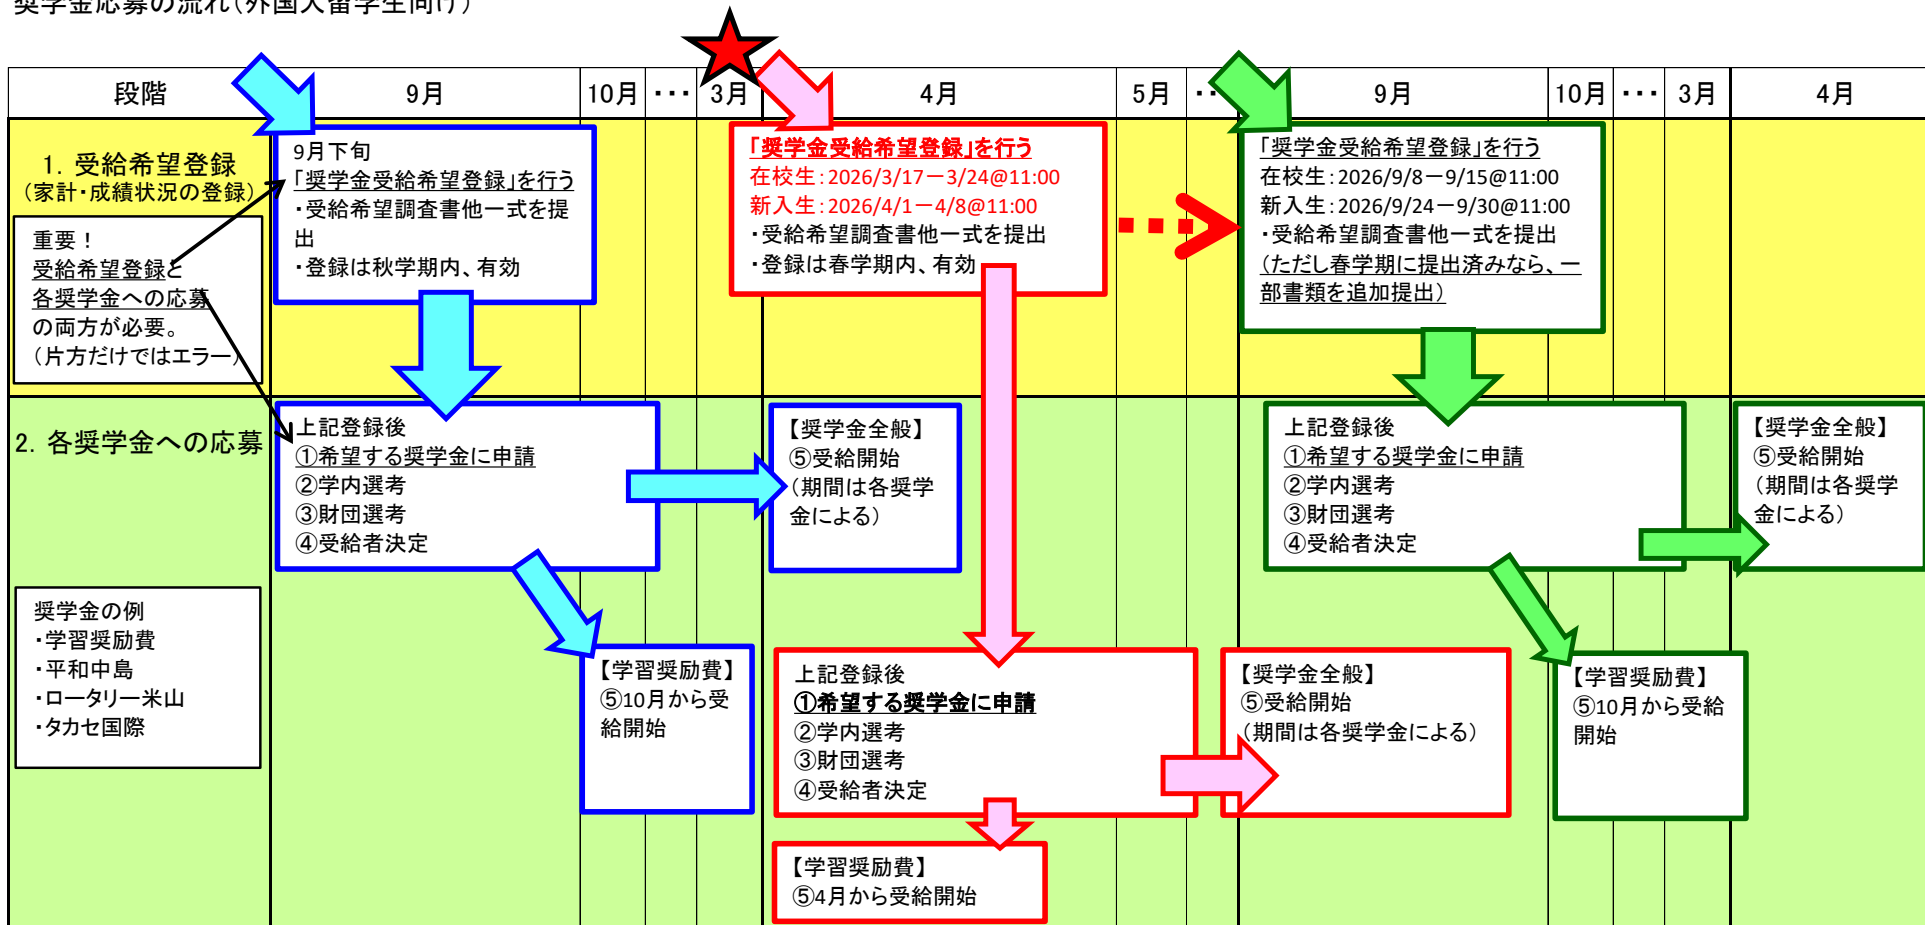 奨学金応募の流れ（外国人留学生向け）
段階
9月
10月
･･･
3月
4月
5月
･･
9月
10月
･･･
3月
4月
1. 受給希望登録
（家計・成績状況の登録）
重要！
受給希望登録と
各奨学金への応募
の両方が必要。
（片方だけではエラー）
9月下旬
「奨学金受給希望登録」を行う
・受給希望調査書他一式を提
出
・登録は秋学期内、有効
「奨学金受給希望登録」を行う
在校生：2026/3/17－3/24@11:00
新入生：2026/4/1－4/8@11:00
・受給希望調査書他一式を提出
・登録は春学期内、有効
「奨学金受給希望登録」を行う
在校生：2026/9/8－9/15@11:00
新入生：2026/9/24－9/30@11:00
・受給希望調査書他一式を提出
（ただし春学期に提出済みなら、一
部書類を追加提出）
2. 各奨学金への応募
上記登録後
①希望する奨学金に申請
②学内選考
③財団選考
④受給者決定
【奨学金全般】
⑤受給開始
（期間は各奨学
金による）
上記登録後
①希望する奨学金に申請
②学内選考
③財団選考
④受給者決定
【奨学金全般】
⑤受給開始
（期間は各奨学
金による）
奨学金の例
・学習奨励費
・平和中島
・ロータリー米山
・タカセ国際
【学習奨励費】
⑤10月から受
給開始
上記登録後
①希望する奨学金に申請
②学内選考
③財団選考
④受給者決定
【奨学金全般】
⑤受給開始
（期間は各奨学金による）
【学習奨励費】
⑤10月から受給
開始
【学習奨励費】
⑤4月から受給開始